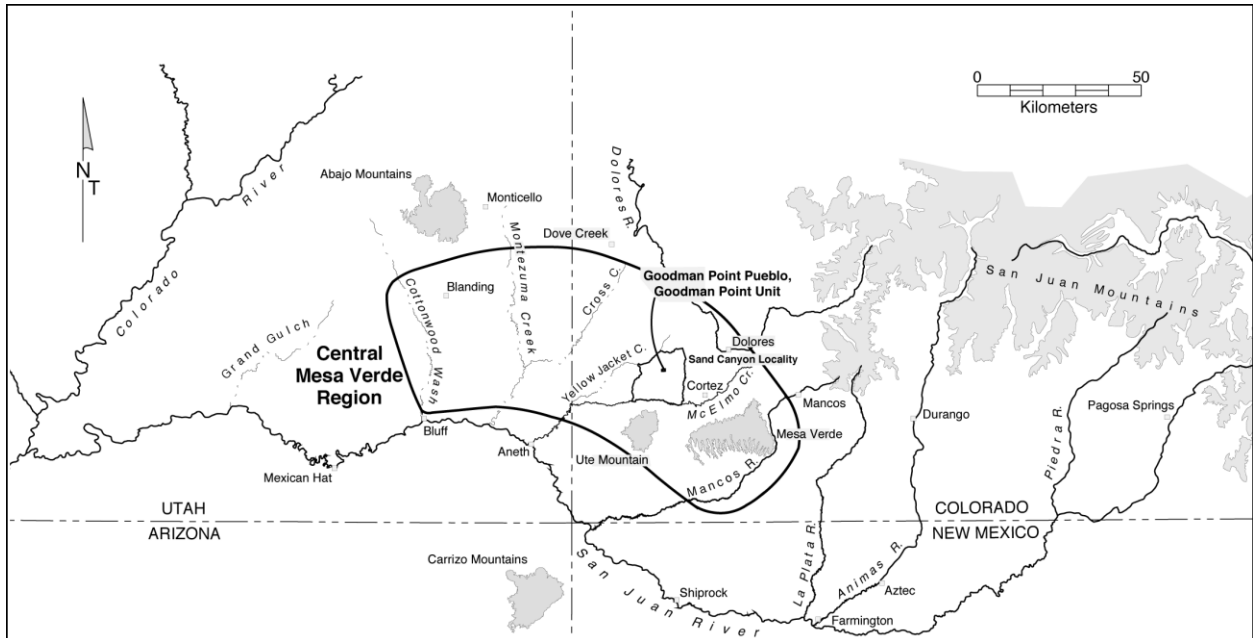 0
50
Kilometers
N
T
Colorado
River
Abajo Mountains
Monticello
Dolores R.
Dove Creek
Montezuma Creek
Cross C.
Goodman Point Pueblo,
Goodman Point Unit
San Juan Mountains
Blanding
Cottonwood Wash
Grand Gulch
Central
Mesa Verde
Region
Yellow Jacket C.
Dolores
Sand Canyon Locality
Cortez
McElmo Cr.
Mancos
Durango
Piedra R.
Pagosa Springs
Bluff
Aneth
Ute Mountain
Mesa Verde
Mancos R.
Mexican Hat
UTAH
ARIZONA
COLORADO
NEW MEXICO
Carrizo Mountains
San Juan River
Shiprock
La Plata R.
Animas R.
Aztec
Farmington